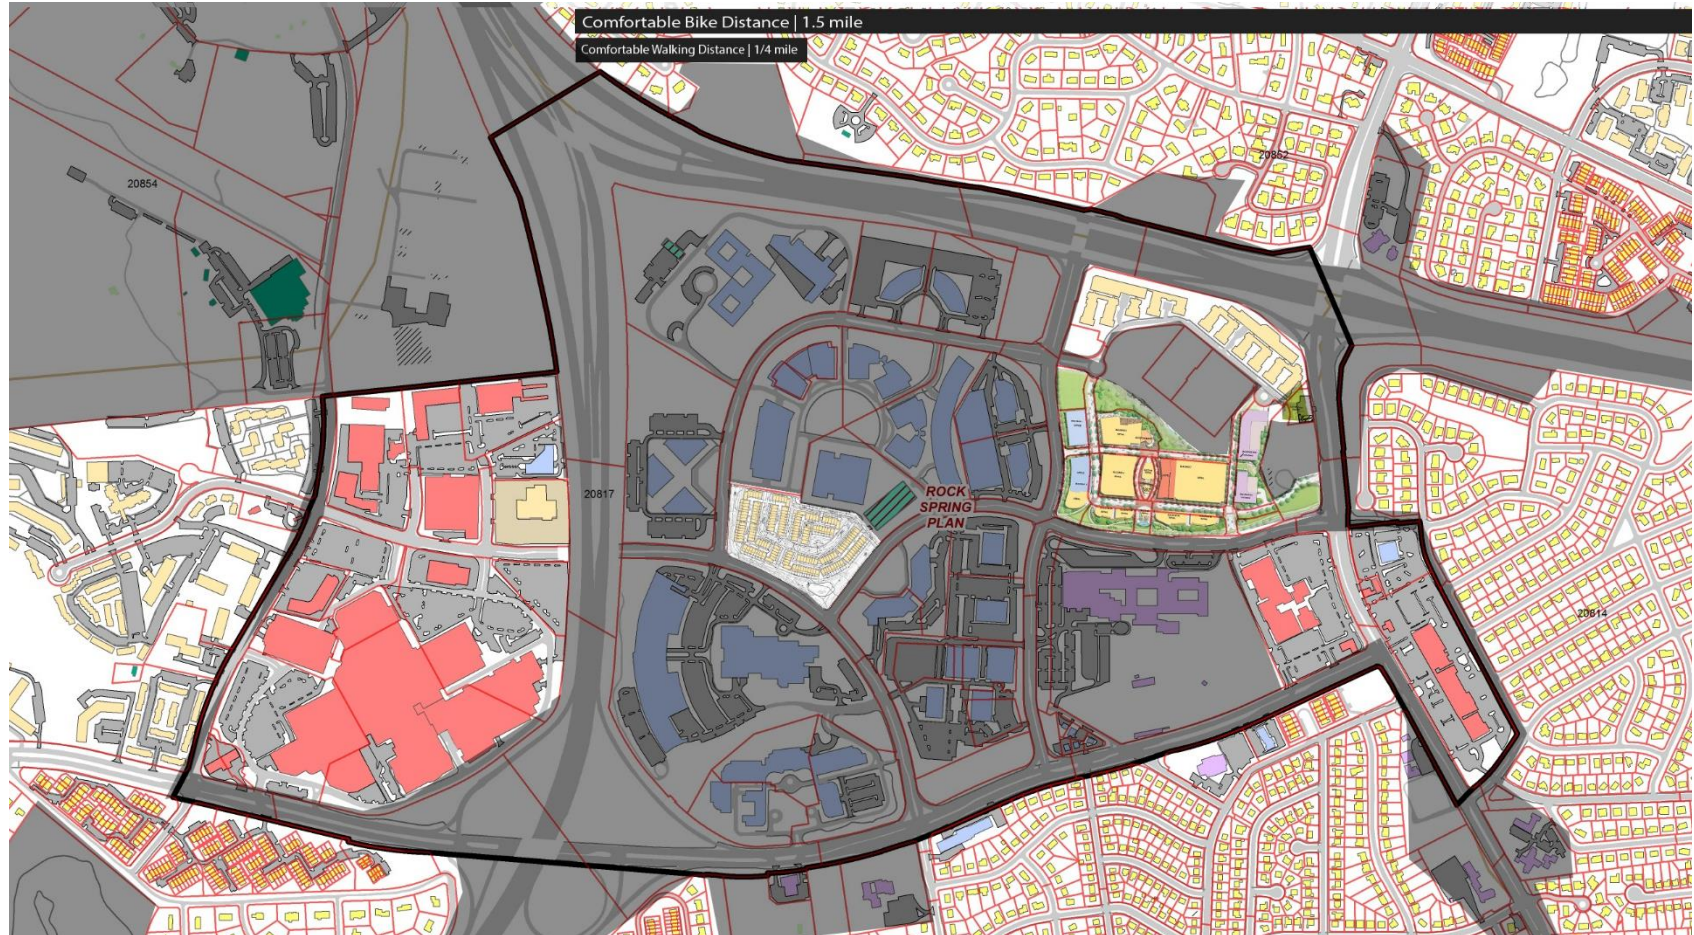 Comfortable Bike Distance | 1.5 mile
Comfortable Walking Distance | 1/4 mile
20852
20854
20817
ROCK
SPRING
PLAN
20814